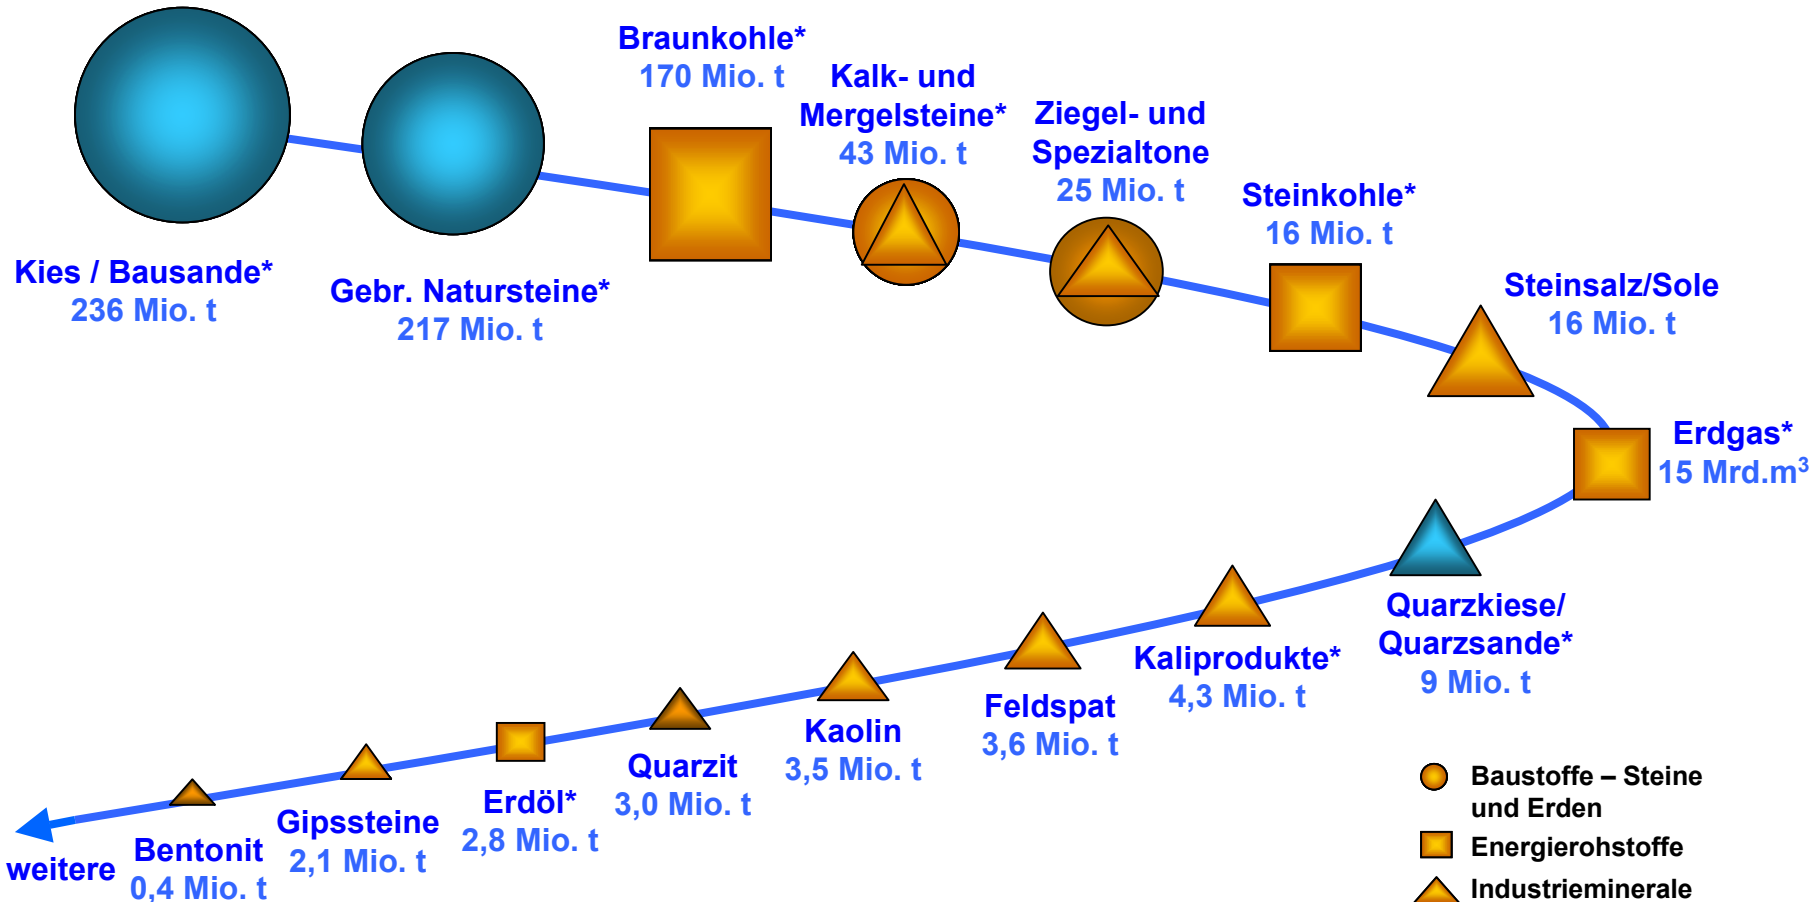 Kies / Bausande*
236 Mio. t
Gebr. Natursteine*
217 Mio. t
Braunkohle*
170 Mio. t
Kalk- und
Mergelsteine*
43 Mio. t
Ziegel- und
Spezialtone
25 Mio. t
Steinkohle*
16 Mio. t
Steinsalz/Sole
16 Mio. t
Erdgas*
15 Mrd.m³
Quarzkiese/
Quarzsande*
9 Mio. t
Kaliprodukte*
4,3 Mio. t
Feldspat
3,6 Mio. t
Kaolin
3,5 Mio. t
Quarzit
3,0 Mio. t
Erdöl*
2,8 Mio. t
Gipssteine
2,1 Mio. t
Bentonit
0,4 Mio. t
weitere
Baustoffe – Steine
und Erden
Energierohstoffe
Industrieminerale